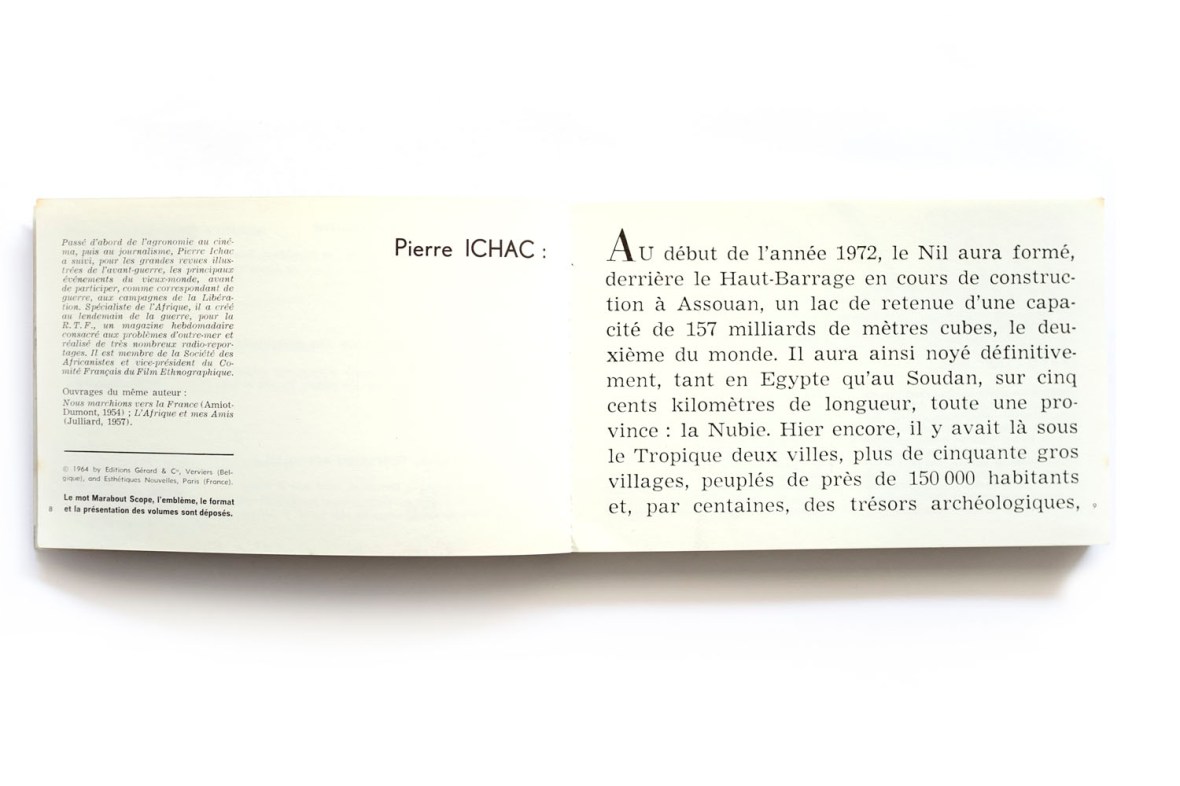 Passé d'abord de l'agronomie au ciné-
ma, puis au journalisme, Pierre Ichac
a suivi, pour les grandes revues illus-
trées de l'avant-guerre, les principaux
événements du vieux-monde, avant
de participer, comme correspondant de
guerre, aux campagnes de la Libéra-
tion. Spécialiste de l'Afrique, il a créé
au lendemain de la guerre, pour la
R.T.F., un magazine hebdomadaire
consacré aux problèmes d'outre-mer et
réalisé de très nombreux radio-repor-
tages. Il est membre de la Société des
Africanistes et vice-président du Co-
mité Français du Film Ethnographique.
Ouvrages du même auteur :
Nous marchions vers la France (Amiot-
Dumont, 1954) ; L'Afrique et mes Amis
(Julliard, 1957).
© 1964 by Editions Gérard & C°, Verviers (Bel-
gique), and Esthétiques Nouvelles, Paris (France).
Le mot Marabout Scope, l'emblème, le format
et la présentation des volumes sont déposés.
8
Pierre ICHAC :
AU début de l'année 1972, le Nil aura formé,
derrière le Haut-Barrage en cours de construc-
tion à Assouan, un lac de retenue d'une capa-
cité de 157 milliards de mètres cubes, le deu-
xième du monde. Il aura ainsi noyé définitive-
ment, tant en Egypte qu'au Soudan, sur cinq
cents kilomètres de longueur, toute une pro-
vince : la Nubie. Hier encore, il y avait là sous
le Tropique deux villes, plus de cinquante gros
villages, peuplés de près de 150 000 habitants
et, par centaines, des trésors archéologiques,
9